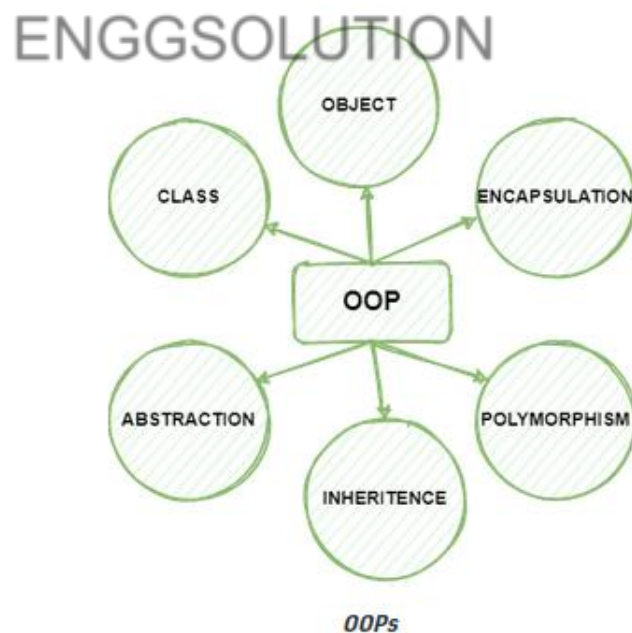 ENGGSOLUTION
OBJECT
CLASS
ENCAPSULATION
OOP
ABSTRACTION
POLYMORPHISM
INHERITENCE
OOPs